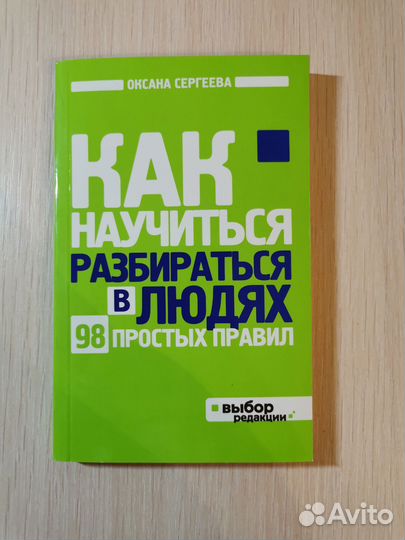 ОКСАНА СЕРГЕЕВА
КАК
НАУЧИТЬСЯ
РАЗБИРАТЬСЯ
В ЛЮДЯХ
98 ПРОСТЫХ ПРАВИЛ
выбор
редакции
Avito